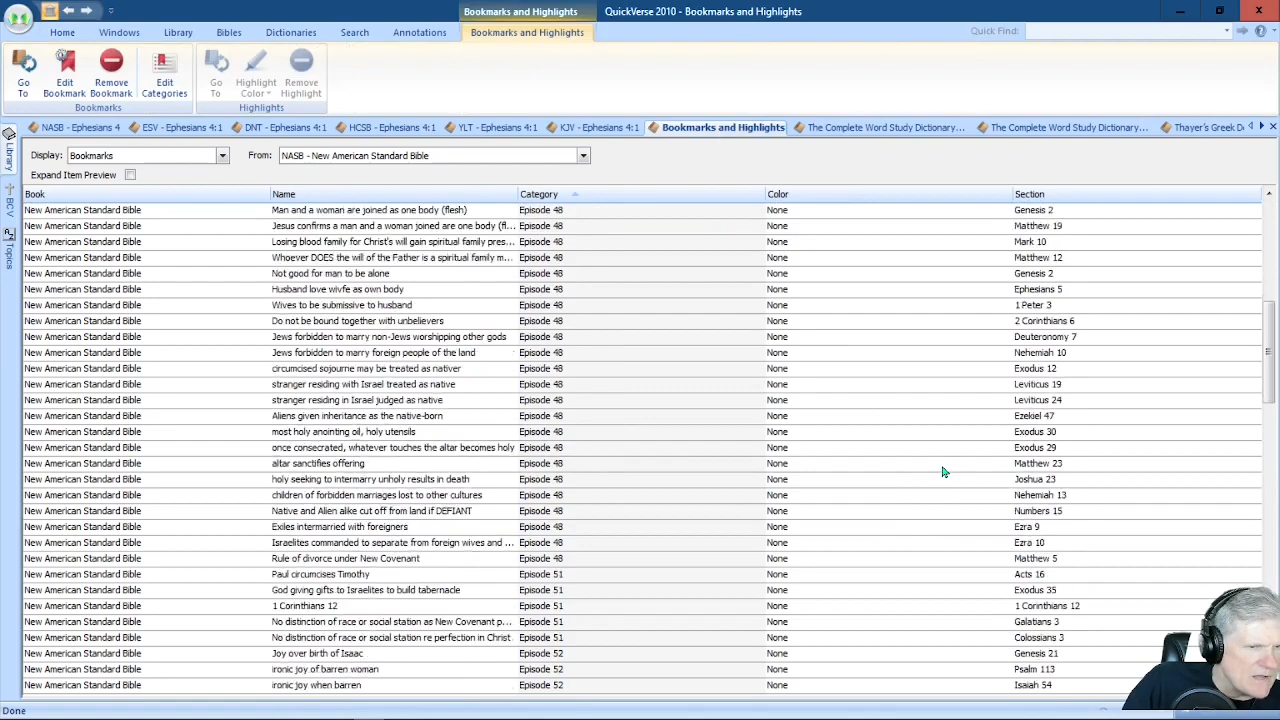 Bookmarks and Highlights QuickVerse 2010 - Bookmarks and Highlights
Home Windows Library Bibles Dictionaries Search Annotations Bookmarks and Highlights Quick Find:
Go To Edit Bookmark Remove Bookmark Edit Categories Go To Highlight Color Remove Highlight
Bookmarks Highlights
NASB - Ephesians 4 ESV - Ephesians 4:1 DNT - Ephesians 4:1 HCSB - Ephesians 4:1 YLT - Ephesians 4:1 KJV - Ephesians 4:1 Bookmarks and Highlights The Complete Word Study Dictionary... The Complete Word Study Dictionary... Thayer's Greek
Library
BCV
Topics
Display: Bookmarks From: NASB - New American Standard Bible
Expand Item Preview
Book Name Category Color Section
New American Standard Bible Man and a woman are joined as one body (flesh) Episode 48 None Genesis 2
New American Standard Bible Jesus confirms a man and a woman joined are one body (fl... Episode 48 None Matthew 19
New American Standard Bible Losing blood family for Christ's will gain spiritual family pres... Episode 48 None Mark 10
New American Standard Bible Whoever DOES the will of the Father is a spiritual family m... Episode 48 None Matthew 12
New American Standard Bible Not good for man to be alone Episode 48 None Genesis 2
New American Standard Bible Husband love wivfe as own body Episode 48 None Ephesians 5
New American Standard Bible Wives to be submissive to husband Episode 48 None 1 Peter 3
New American Standard Bible Do not be bound together with unbelievers Episode 48 None 2 Corinthians 6
New American Standard Bible Jews forbidden to marry non-Jews worshipping other gods Episode 48 None Deuteronomy 7
New American Standard Bible Jews forbidden to marry foreign people of the land Episode 48 None Nehemiah 10
New American Standard Bible circumcised sojourne may be treated as nativer Episode 48 None Exodus 12
New American Standard Bible stranger residing with Israel treated as native Episode 48 None Leviticus 19
New American Standard Bible stranger residing in Israel judged as native Episode 48 None Leviticus 24
New American Standard Bible Aliens given inheritance as the native-born Episode 48 None Ezekiel 47
New American Standard Bible most holy anointing oil, holy utensils Episode 48 None Exodus 30
New American Standard Bible once consecrated, whatever touches the altar becomes holy Episode 48 None Exodus 29
New American Standard Bible altar sanctifies offering Episode 48 None Matthew 23
New American Standard Bible holy seeking to intermarry unholy results in death Episode 48 None Joshua 23
New American Standard Bible children of forbidden marriages lost to other cultures Episode 48 None Nehemiah 13
New American Standard Bible Native and Alien alike cut off from land if DEFIANT Episode 48 None Numbers 15
New American Standard Bible Exiles intermarried with foreigners Episode 48 None Ezra 9
New American Standard Bible Israelites commanded to separate from foreign wives and ... Episode 48 None Ezra 10
New American Standard Bible Rule of divorce under New Covenant Episode 48 None Matthew 5
New American Standard Bible Paul circumcises Timothy Episode 51 None Acts 16
New American Standard Bible God giving gifts to Israelites to build tabernacle Episode 51 None Exodus 35
New American Standard Bible 1 Corinthians 12 Episode 51 None 1 Corinthians 12
New American Standard Bible No distinction of race or social station as New Covenant p... Episode 51 None Galatians 3
New American Standard Bible No distinction of race or social station re perfection in Christ Episode 51 None Colossians 3
New American Standard Bible Joy over birth of Isaac Episode 52 None Genesis 21
New American Standard Bible ironic joy of barren woman Episode 52 None Psalm 113
New American Standard Bible ironic joy when barren Episode 52 None Isaiah 54
Done